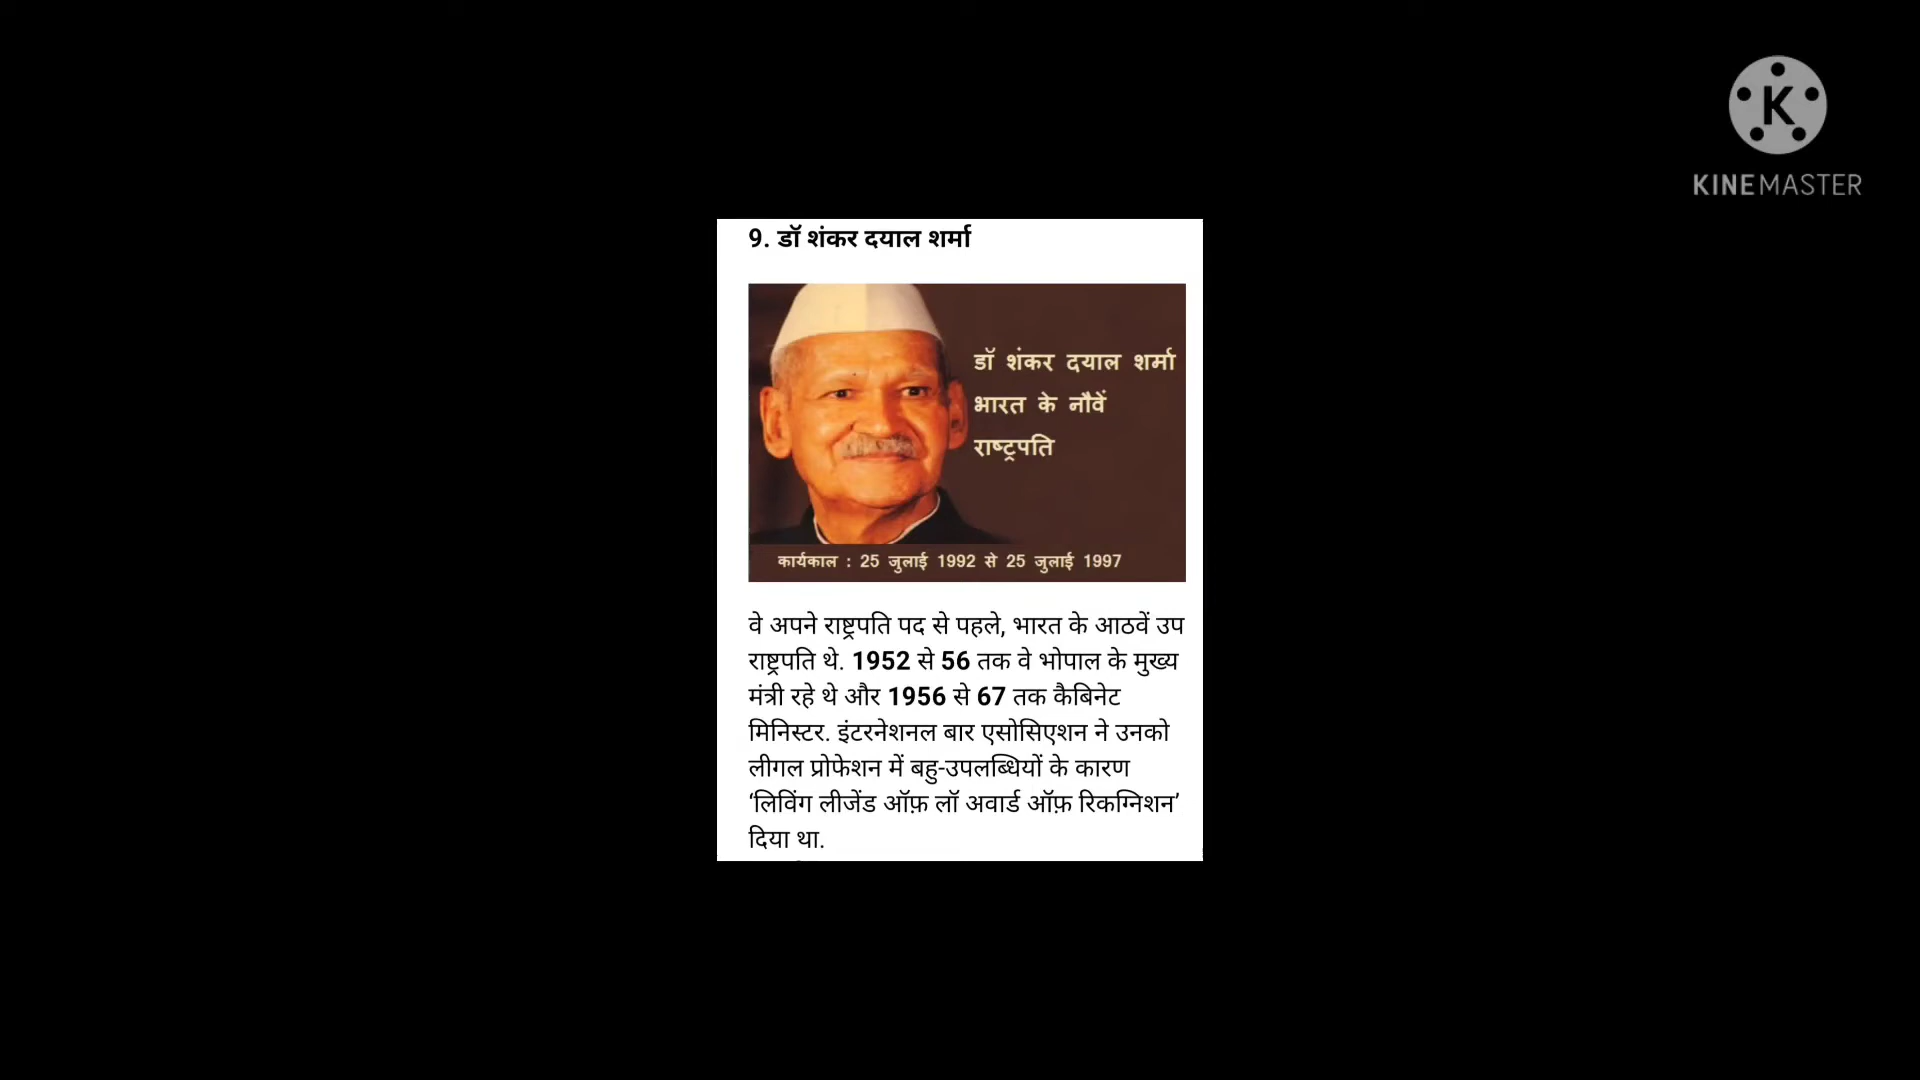 KINEMASTER
9. डॉ शंकर दयाल शर्मा
डॉ शंकर दयाल शर्मा
भारत के नौवें
राष्ट्रपति
कार्यकाल : 25 जुलाई 1992 से 25 जुलाई 1997
वे अपने राष्ट्रपति पद से पहले, भारत के आठवें उप
राष्ट्रपति थे. 1952 से 56 तक वे भोपाल के मुख्य
मंत्री रहे थे और 1956 से 67 तक कैबिनेट
मिनिस्टर. इंटरनेशनल बार एसोसिएशन ने उनको
लीगल प्रोफेशन में बहु-उपलब्धियों के कारण
‘लिविंग लीजेंड ऑफ़ लॉ अवार्ड ऑफ़ रिकग्निशन’
दिया था.